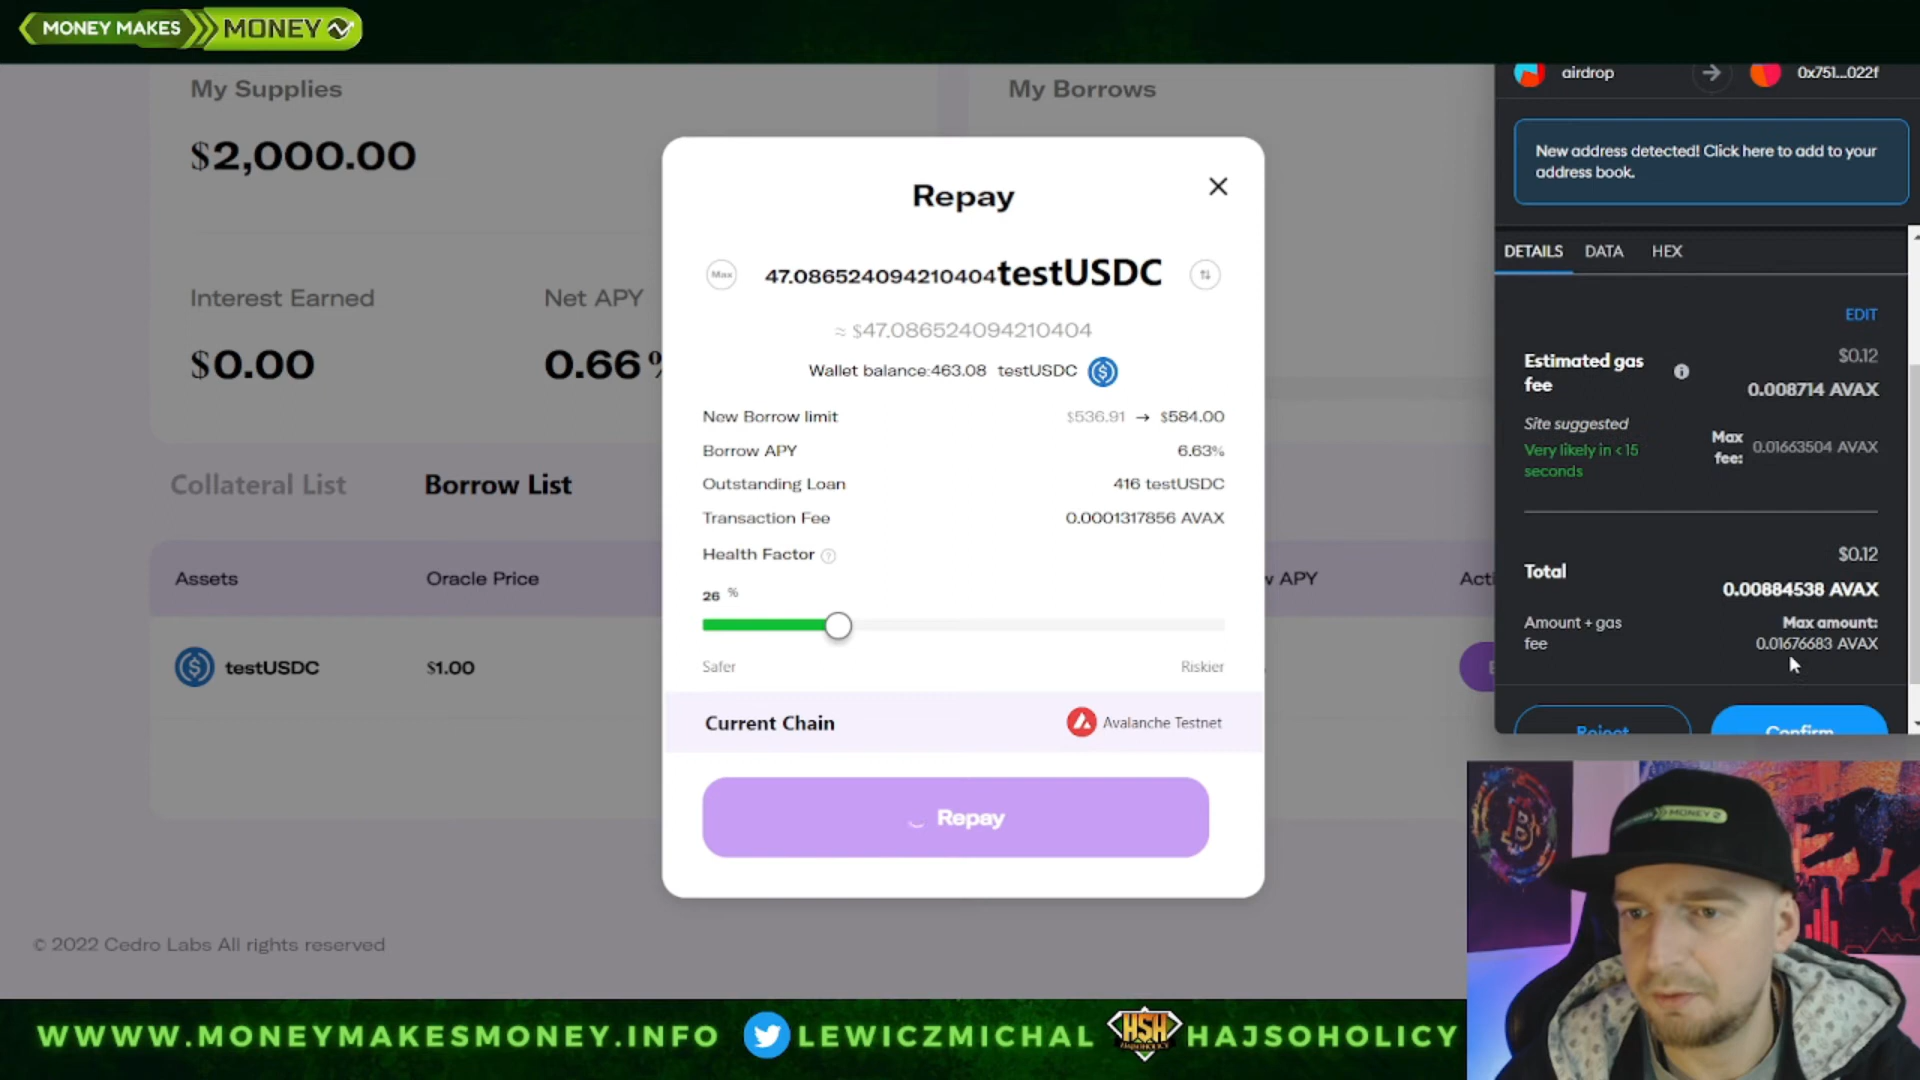 MONEY MAKES MONEY
My Supplies
$2,000.00
Interest Earned
$0.00
Net APY
0.66 %
My Borrows
Collateral List
Borrow List
Assets
Oracle Price
APY
testUSDC
$1.00
© 2022 Cedro Labs All rights reserved
Repay
Max
47.086524094210404testUSDC
≈ $47.086524094210404
Wallet balance:463.08 testUSDC
New Borrow limit
$536.91 → $584.00
Borrow APY
6.63%
Outstanding Loan
416 testUSDC
Transaction Fee
0.0001317856 AVAX
Health Factor ?
26 %
Safer
Riskier
Current Chain
Avalanche Testnet
Repay
airdrop
0x751...022f
New address detected! Click here to add to your
address book.
DETAILS
DATA
HEX
EDIT
Estimated gas
fee
$0.12
0.008714 AVAX
Site suggested
Very likely in < 15
seconds
Max
fee:
0.01663504 AVAX
Total
$0.12
0.00884538 AVAX
Amount + gas
fee
Max amount:
0.01676683 AVAX
Reject
Confirm
MONEY
WWWW.MONEYMAKESMONEY.INFO
LEWICZMICHAL
HSH
HAJSOHOLICY